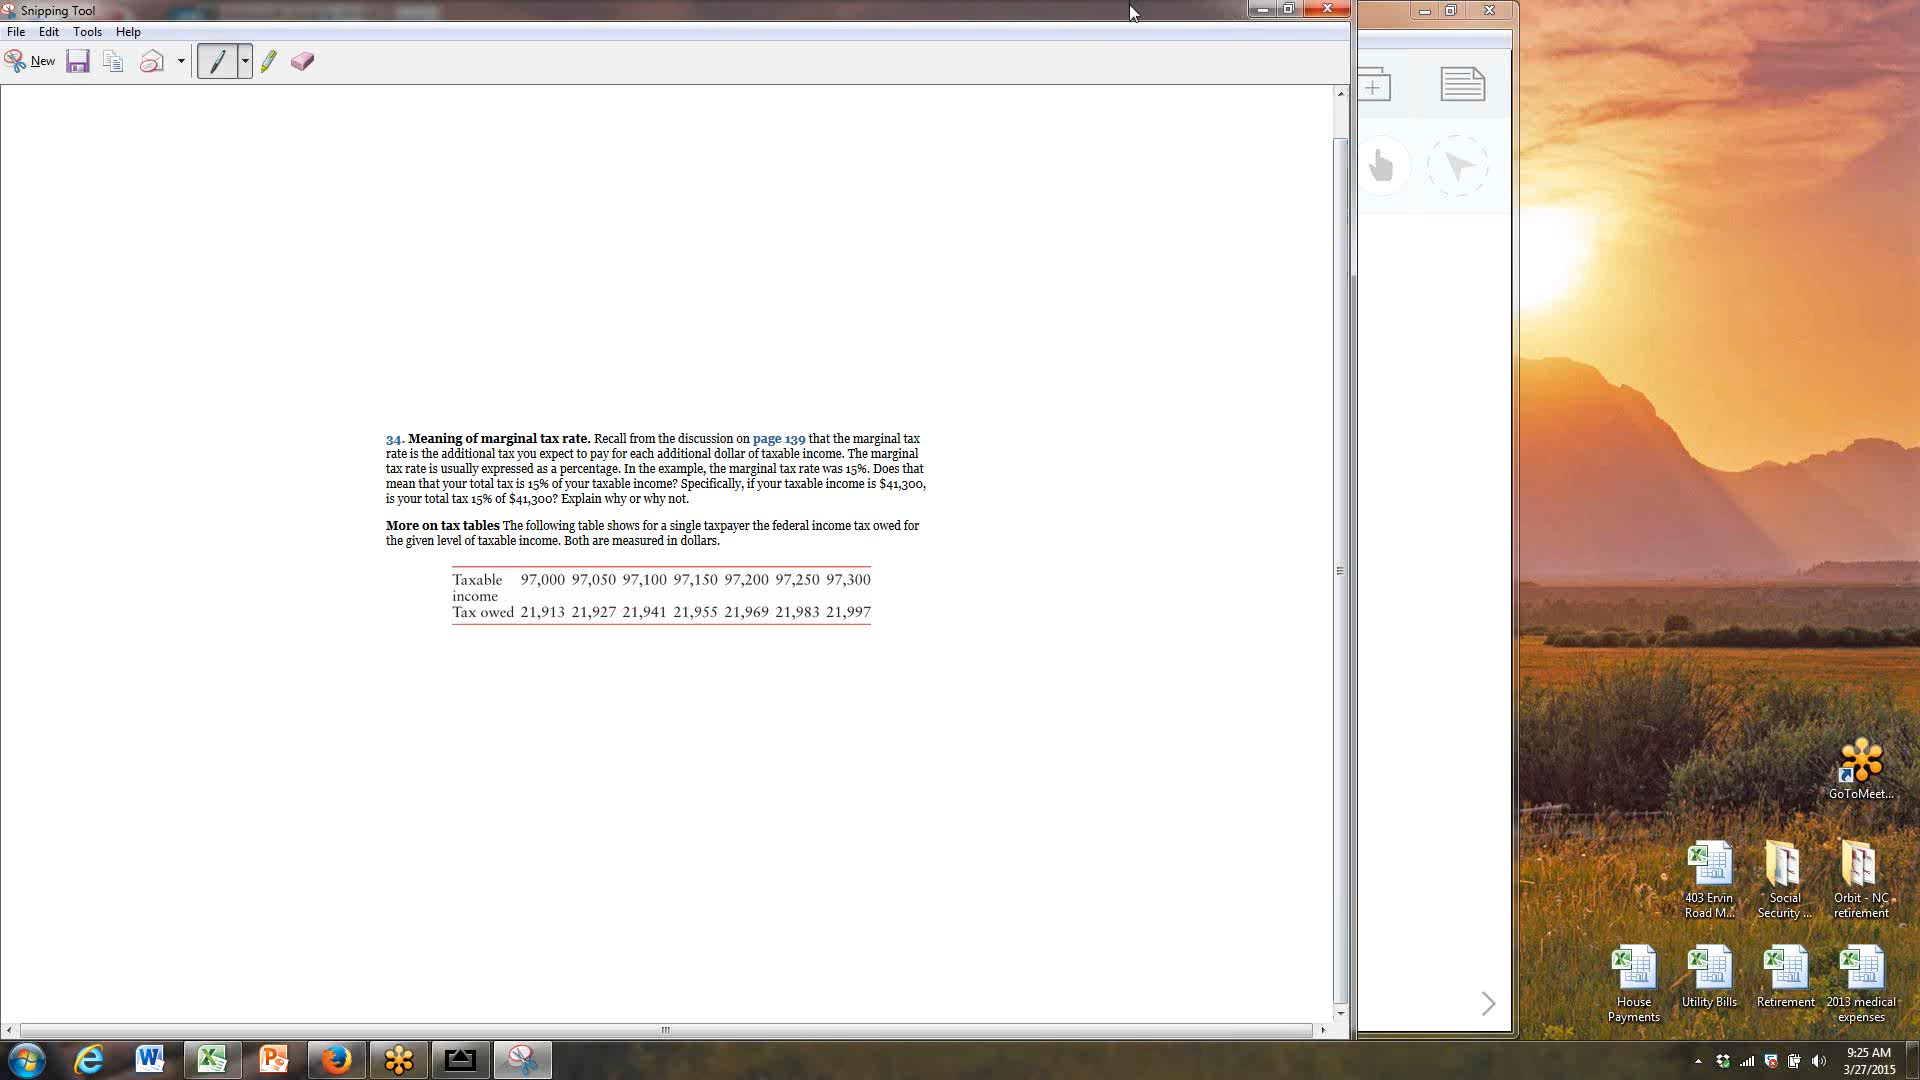 Snipping Tool
File Edit Tools Help
New
34. Meaning of marginal tax rate. Recall from the discussion on page 139 that the marginal tax
rate is the additional tax you expect to pay for each additional dollar of taxable income. The marginal
tax rate is usually expressed as a percentage. In the example, the marginal tax rate was 15%. Does that
mean that your total tax is 15% of your taxable income? Specifically, if your taxable income is $41,300,
is your total tax 15% of $41,300? Explain why or why not.
More on tax tables The following table shows for a single taxpayer the federal income tax owed for
the given level of taxable income. Both are measured in dollars.
Taxable 97,000 97,050 97,100 97,150 97,200 97,250 97,300
income
Tax owed 21,913 21,927 21,941 21,955 21,969 21,983 21,997
GoToMeet...
403 Ervin
Road M...
Social
Security ...
Orbit - NC
retirement
House
Payments
Utility Bills
Retirement
2013 medical
expenses
9:25 AM
3/27/2015